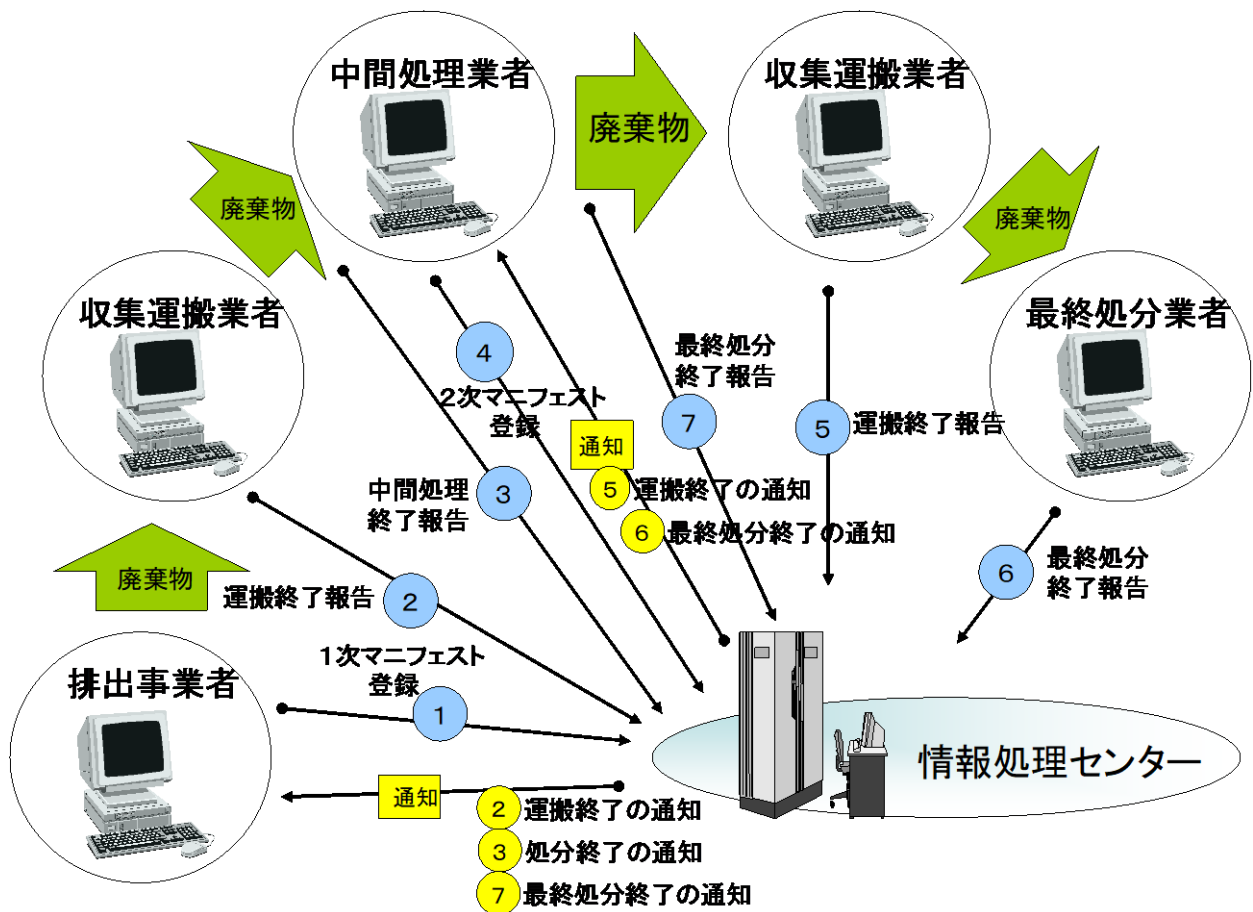 中間処理業者
収集運搬業者
廃棄物
廃棄物
廃棄物
収集運搬業者
最終処分業者
4
2次マニフェスト
登録
最終処分
終了報告
7
5
運搬終了報告
通知
中間処理
終了報告
3
5 運搬終了の通知
6 最終処分終了の通知
廃棄物
運搬終了報告
2
6
最終処分
終了報告
1次マニフェスト
登録
1
排出事業者
情報処理センター
通知
2 運搬終了の通知
3 処分終了の通知
7 最終処分終了の通知